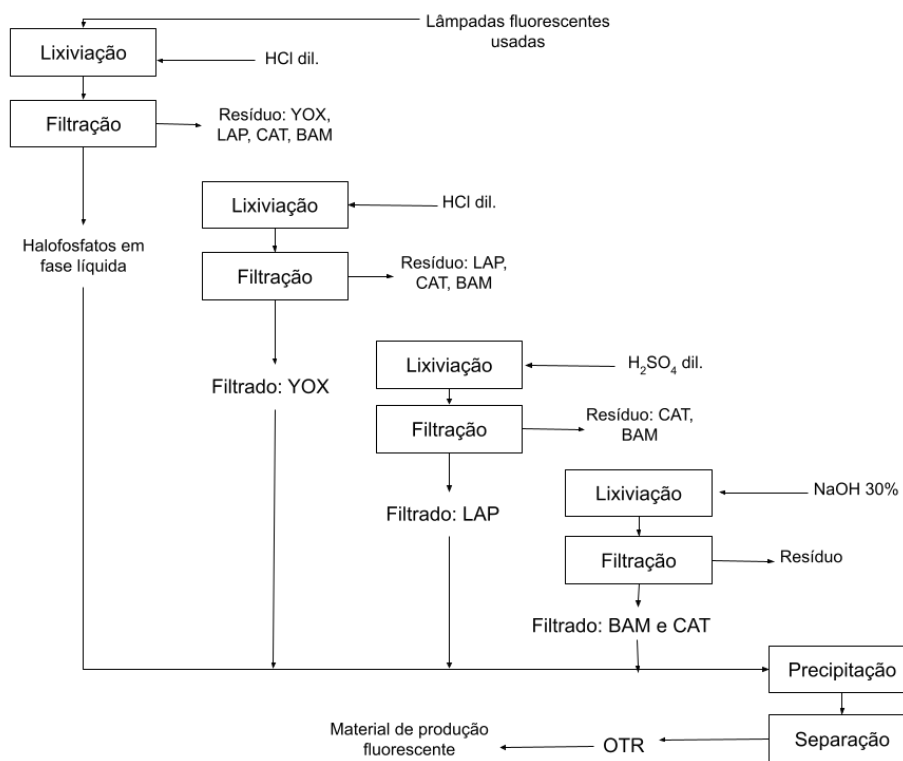 Lâmpadas fluorescentes
usadas
Lixiviação
HCl dil.
Filtração
Resíduo: YOX,
LAP, CAT, BAM
Halofosfatos em
fase líquida
Lixiviação
HCl dil.
Filtração
Resíduo: LAP,
CAT, BAM
Filtrado: YOX
Lixiviação
H₂SO₄ dil.
Filtração
Resíduo: CAT,
BAM
Filtrado: LAP
Lixiviação
NaOH 30%
Filtração
Resíduo
Filtrado: BAM e CAT
Precipitação
Separação
OTR
Material de produção
fluorescente